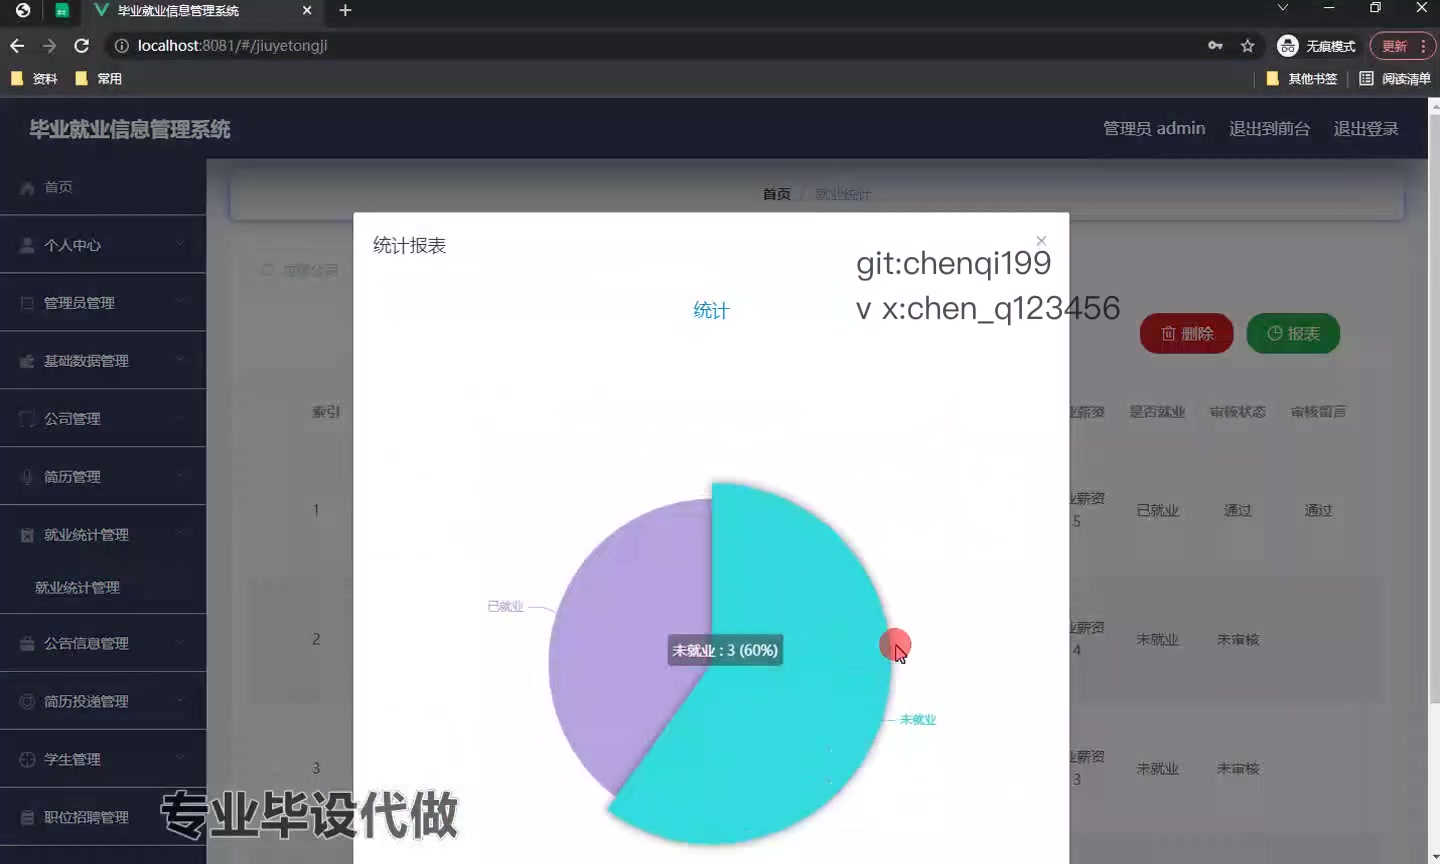 毕业就业信息管理系统
localhost:8081/#/jiuyetongji
无痕模式
更新
资料
常用
其他书签
阅读清单
毕业就业信息管理系统
管理员 admin
退出到前台
退出登录
首页
个人中心
管理员管理
基础数据管理
公司管理
简历管理
就业统计管理
就业统计管理
公告信息管理
简历投递管理
学生管理
职位招聘管理
首页 / 就业统计
统计报表
git:chenqi199
v x:chen_q123456
统计
删除
报表
索引
业薪资
是否就业
审核状态
审核留言
1
业薪资
5
已就业
通过
通过
2
业薪资
4
未就业
未审核
3
业薪资
3
未就业
未审核
已就业
未就业 : 3 (60%)
未就业
专业毕设代做